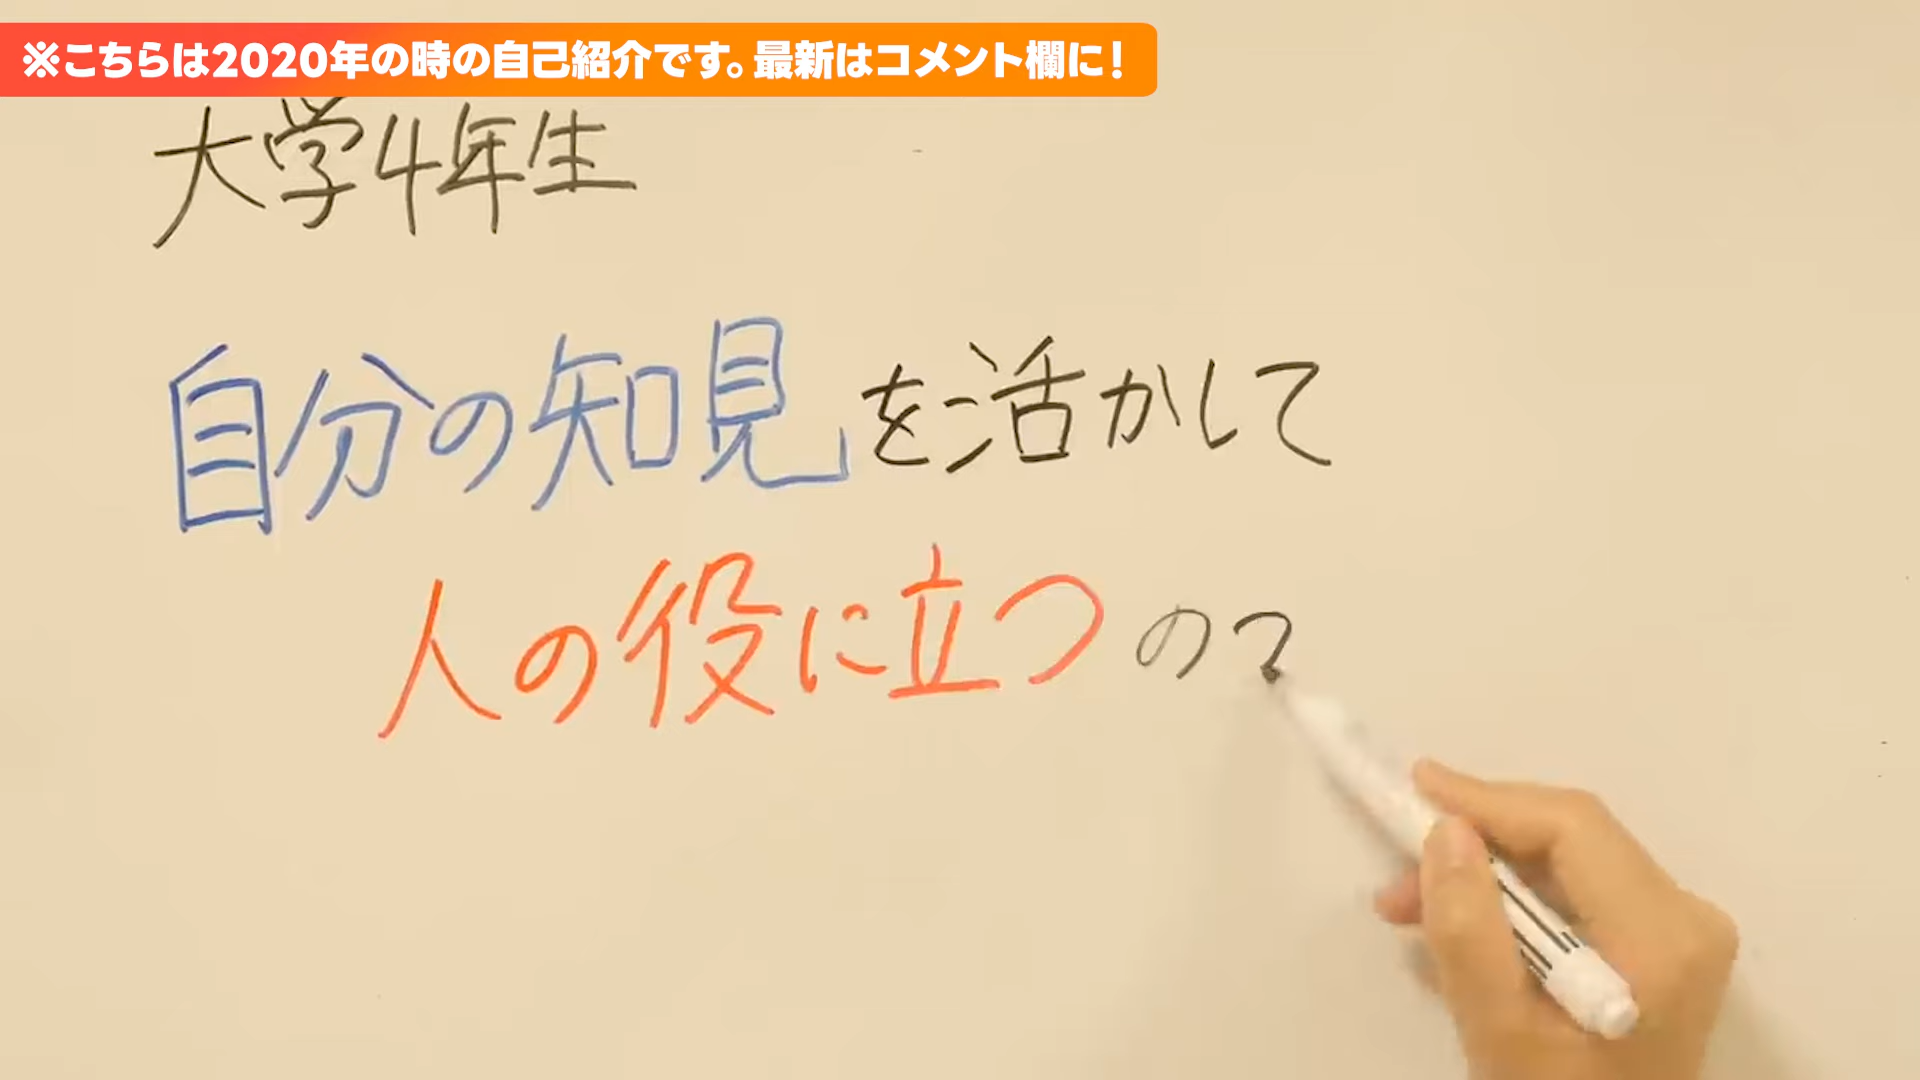 ※こちらは2020年の時の自己紹介です。最新はコメント欄に！
大学4年生
自分の知見を活かして
人の役に立つの